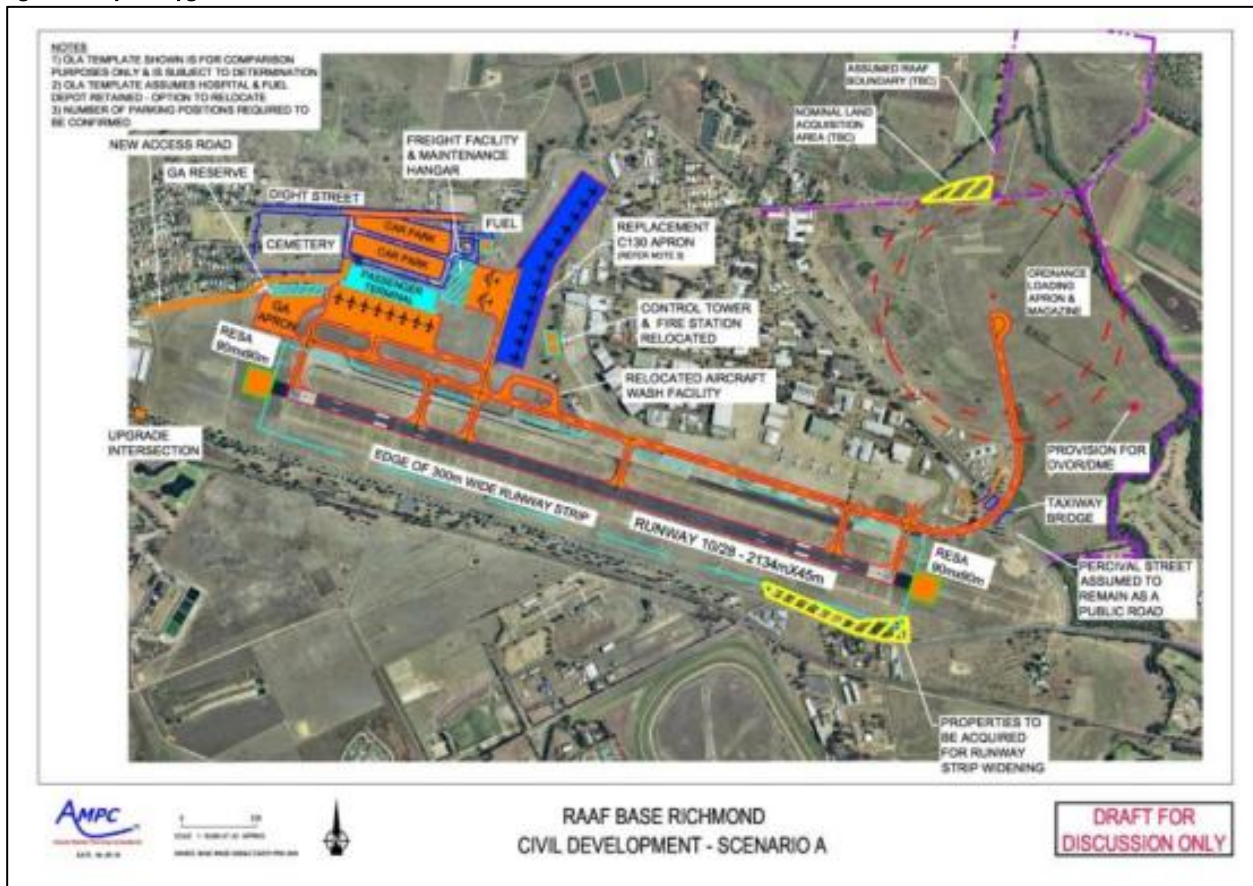 NOTES
1) OLA TEMPLATE SHOWN IS FOR COMPARISON
PURPOSES ONLY & IS SUBJECT TO DETERMINATION
2) OLA TEMPLATE ASSUMES HOSPITAL & FUEL
DEPOT RETAINED - OPTION TO RELOCATE
3) NUMBER OF PARKING POSITIONS REQUIRED TO
BE CONFIRMED
NEW ACCESS ROAD
GA RESERVE
DIGHT STREET
CEMETERY
CAR PARK
CAR PARK
PASSENGER
TERMINAL
GA
APRON
FREIGHT FACILITY
& MAINTENANCE
HANGAR
FUEL
REPLACEMENT
C130 APRON
(REFER NOTE 3)
CONTROL TOWER
& FIRE STATION
RELOCATED
RELOCATED AIRCRAFT
WASH FACILITY
ASSUMED RAAF
BOUNDARY (TBC)
NOMINAL LAND
ACQUISITION
AREA (TBC)
ORDNANCE
LOADING
APRON &
MAGAZINE
RESA
90mx90m
UPGRADE
INTERSECTION
EDGE OF 300m WIDE RUNWAY STRIP
RUNWAY 10/28 - 2134mX45m
RESA
90mx90m
PROVISION FOR
DVOR/DME
TAXIWAY
BRIDGE
PERCIVAL STREET
ASSUMED TO
REMAIN AS A
PUBLIC ROAD
PROPERTIES TO
BE ACQUIRED
FOR RUNWAY
STRIP WIDENING
AMPC
RAAF BASE RICHMOND
CIVIL DEVELOPMENT - SCENARIO A
DRAFT FOR
DISCUSSION ONLY